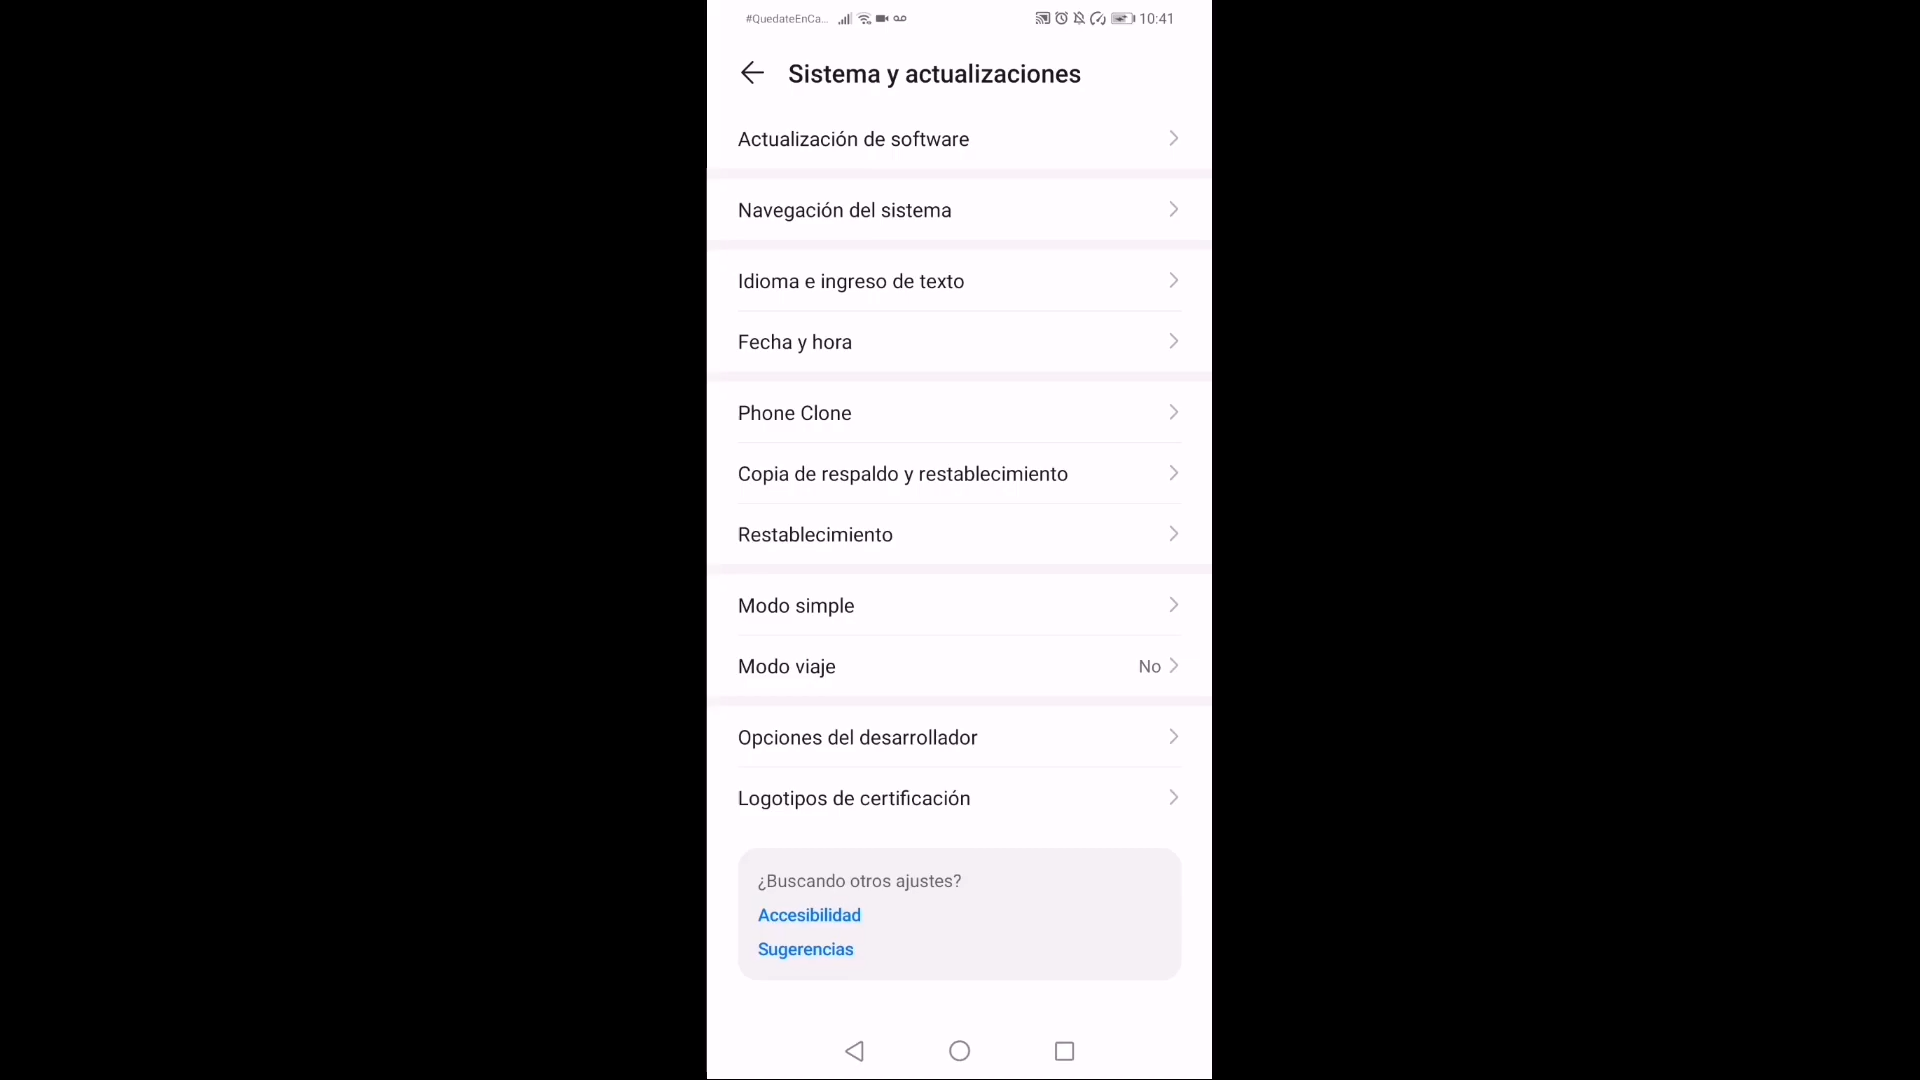 #QuedateEnCa...
10:41
Sistema y actualizaciones
Actualización de software
Navegación del sistema
Idioma e ingreso de texto
Fecha y hora
Phone Clone
Copia de respaldo y restablecimiento
Restablecimiento
Modo simple
Modo viaje No
Opciones del desarrollador
Logotipos de certificación
¿Buscando otros ajustes?
Accesibilidad
Sugerencias